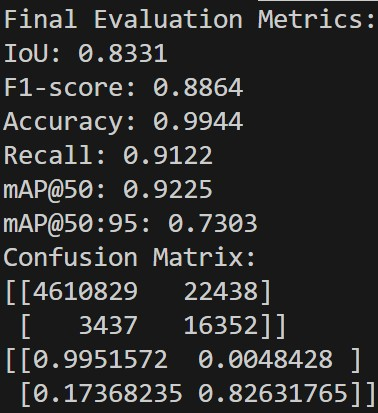 Final Evaluation Metrics:
IoU: 0.8331
F1-score: 0.8864
Accuracy: 0.9944
Recall: 0.9122
mAP@50: 0.9225
mAP@50:95: 0.7303
Confusion Matrix:
[[4610829   22438]
 [   3437   16352]]
[[0.9951572  0.0048428 ]
 [0.17368235 0.82631765]]